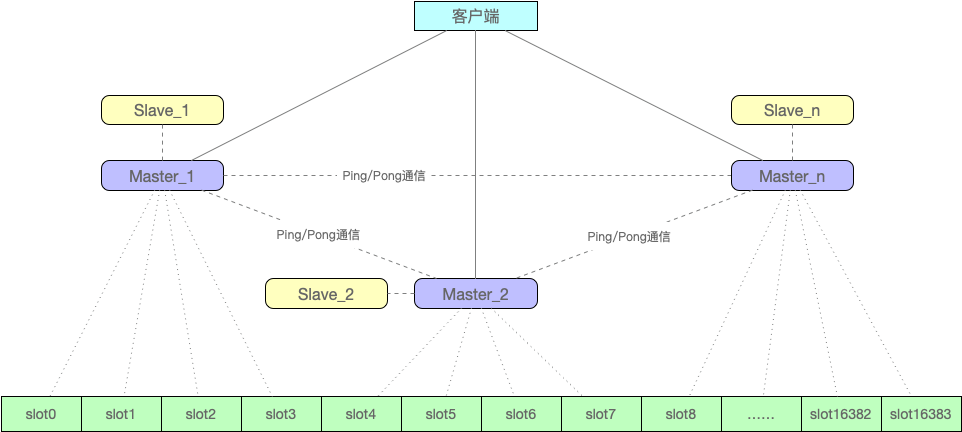 客户端
Slave_1
Slave_n
Master_1
Ping/Pong通信
Master_n
Ping/Pong通信
Ping/Pong通信
Slave_2
Master_2
slot0
slot1
slot2
slot3
slot4
slot5
slot6
slot7
slot8
……
slot16382
slot16383